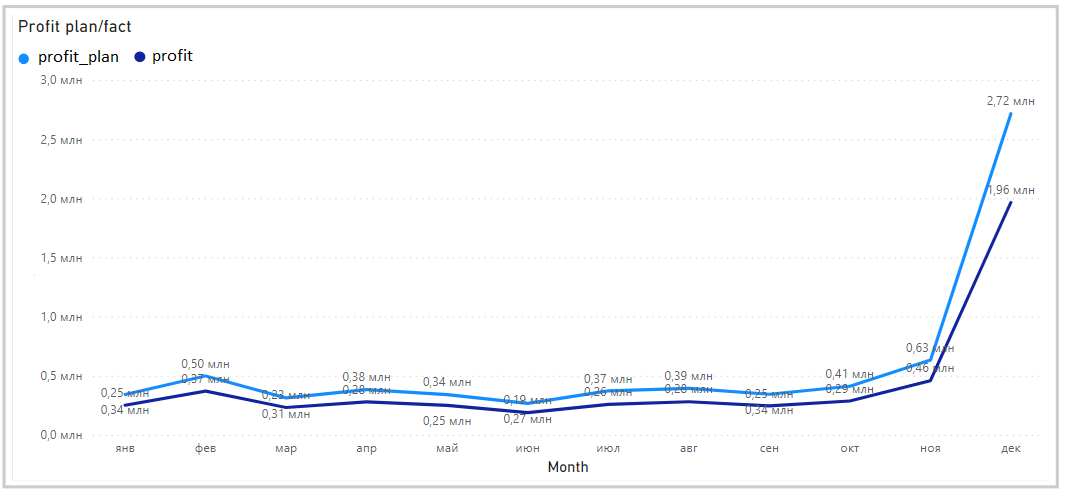 Profit plan/fact
profit_plan profit
3,0 млн
2,72 млн
2,5 млн
2,0 млн
1,96 млн
1,5 млн
1,0 млн
0,63 млн
0,50 млн
0,46 млн
0,5 млн
0,38 млн
0,39 млн
0,41 млн
0,37 млн
0,37 млн
0,34 млн
0,25 млн
0,23 млн
0,28 млн
0,19 млн
0,26 млн
0,28 млн
0,25 млн
0,29 млн
0,34 млн
0,31 млн
0,25 млн
0,27 млн
0,34 млн
0,0 млн
янв фев мар апр май июн июл авг сен окт ноя дек
Month